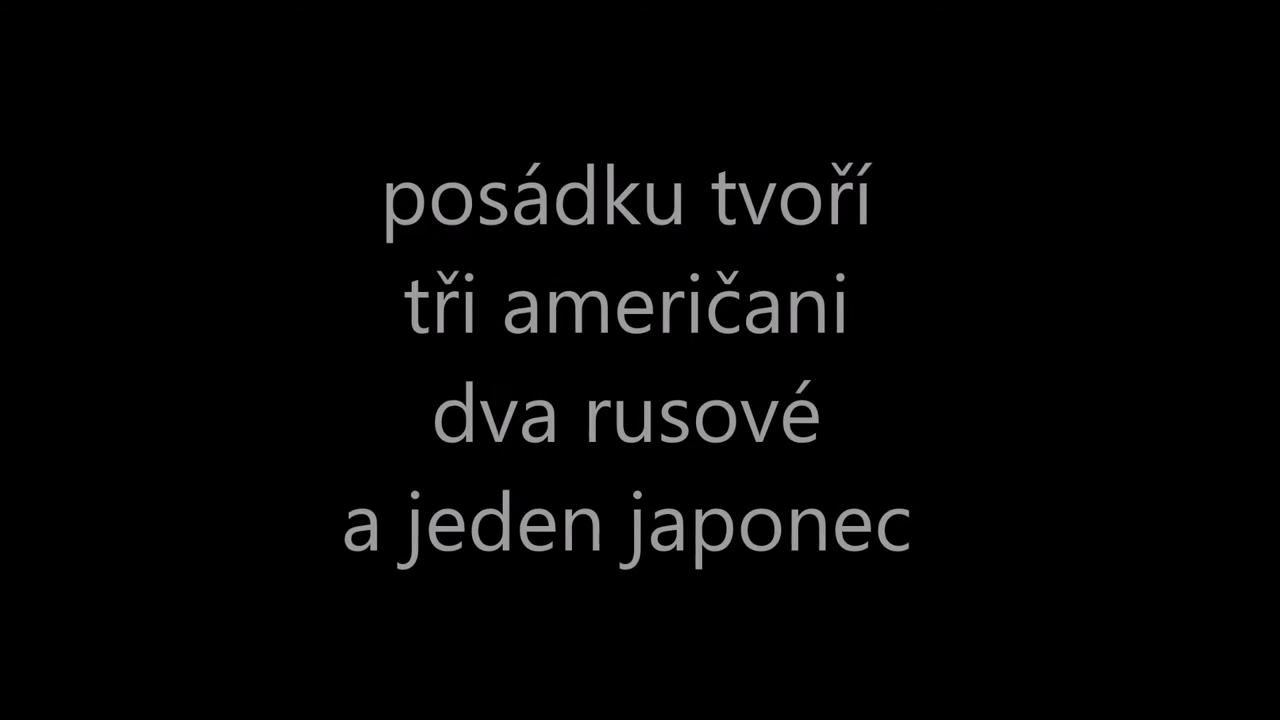 posádku tvoří
tři američani
dva rusové
a jeden japonec